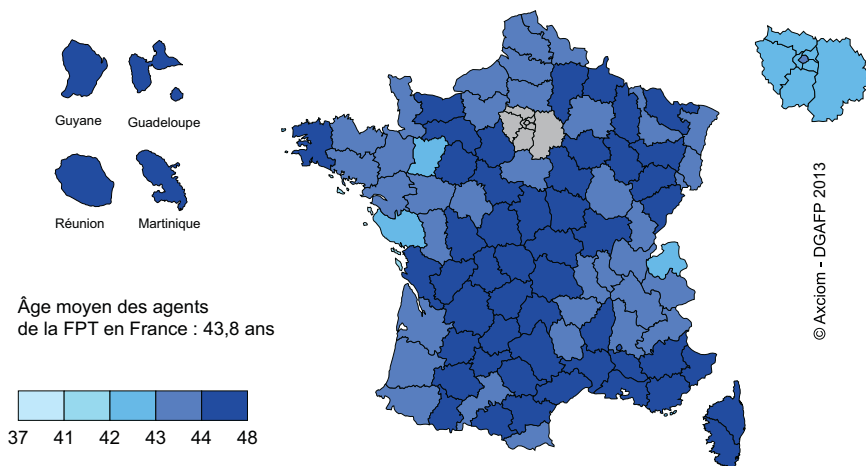 Guyane
Guadeloupe
Réunion
Martinique
Âge moyen des agents
de la FPT en France : 43,8 ans
37 41 42 43 44 48
© Axciom - DGAFP 2013